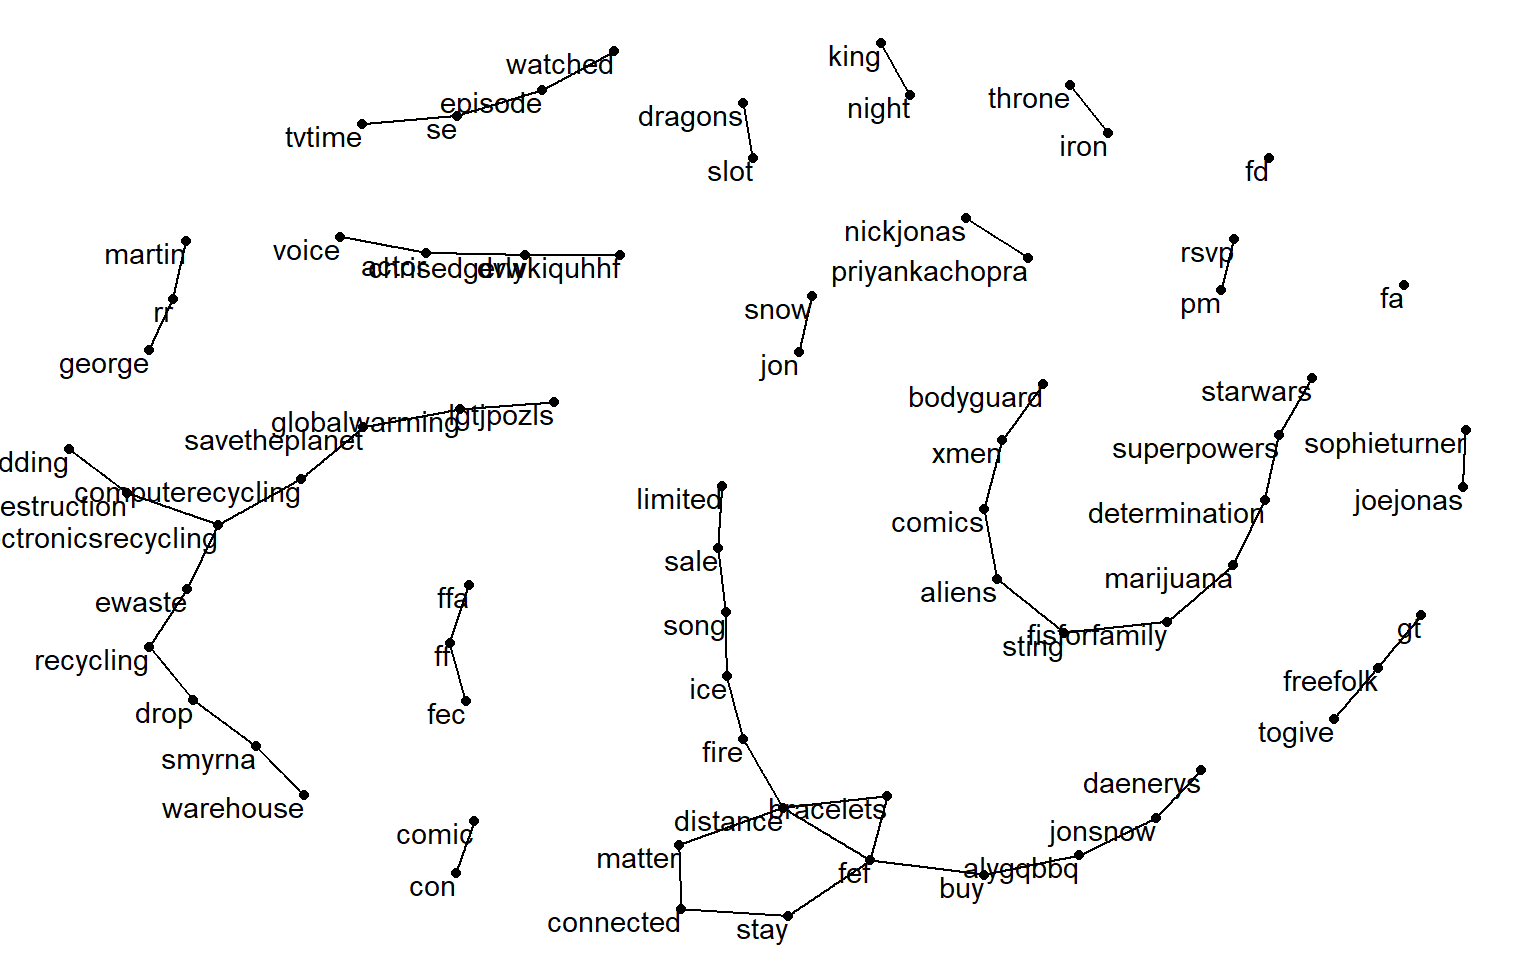 watched
king
episode
throne
night
dragons
se
tvtime
iron
slot
fd
nickjonas
martin
voice
rsvp
actor
chrisedgerly
priyankachopra
fa
pm
snow
rr
george
jon
starwars
bodyguard
globalwarming
savetheplanet
sophieturner
superpowers
xmen
dding
computerecycling
limited
joejonas
estruction
determination
comics
ctronicsrecycling
sale
marijuana
aliens
ffa
ewaste
song
gt
fisforfamily
sting
ff
recycling
freefolk
ice
drop
fec
togive
fire
smyrna
daenerys
warehouse
bracelets
distance
jonsnow
comic
matter
alygqbbq
fef
con
buy
connected
stay